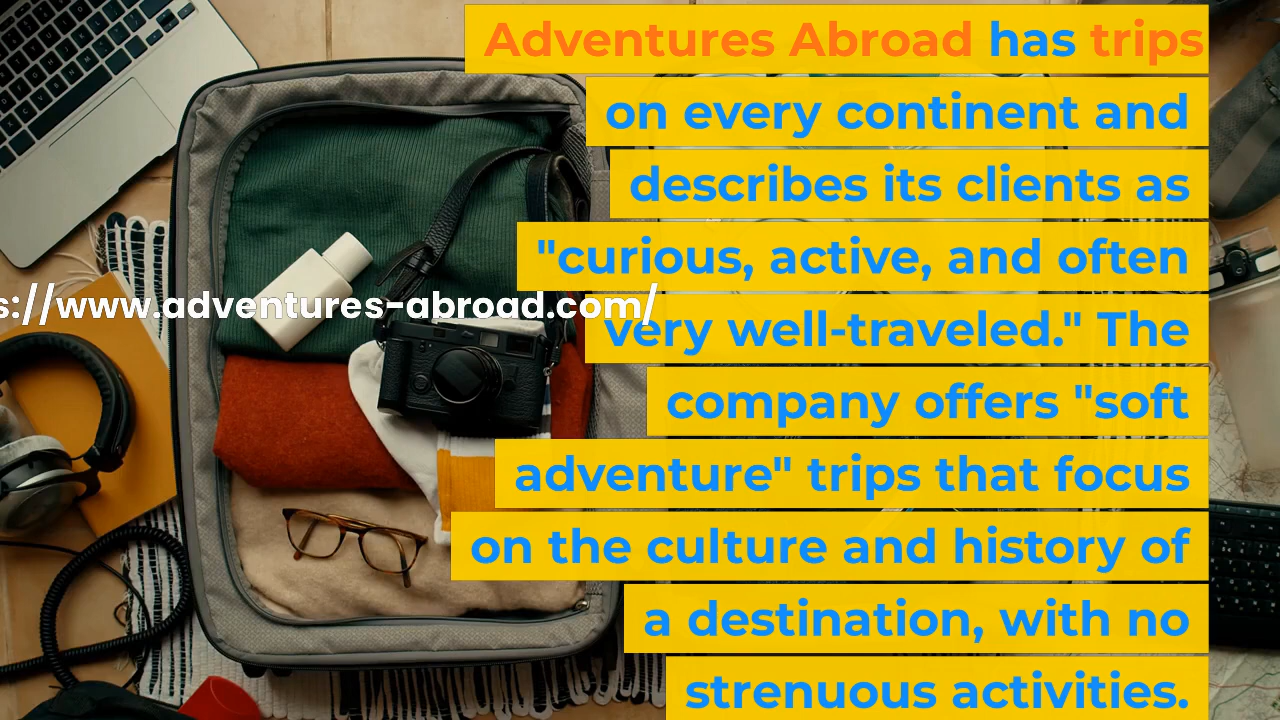 Adventures Abroad has trips
on every continent and
describes its clients as
"curious, active, and often
s://www.adventures-abroad.com/
very well-traveled." The
company offers "soft
adventure" trips that focus
on the culture and history of
a destination, with no
strenuous activities.